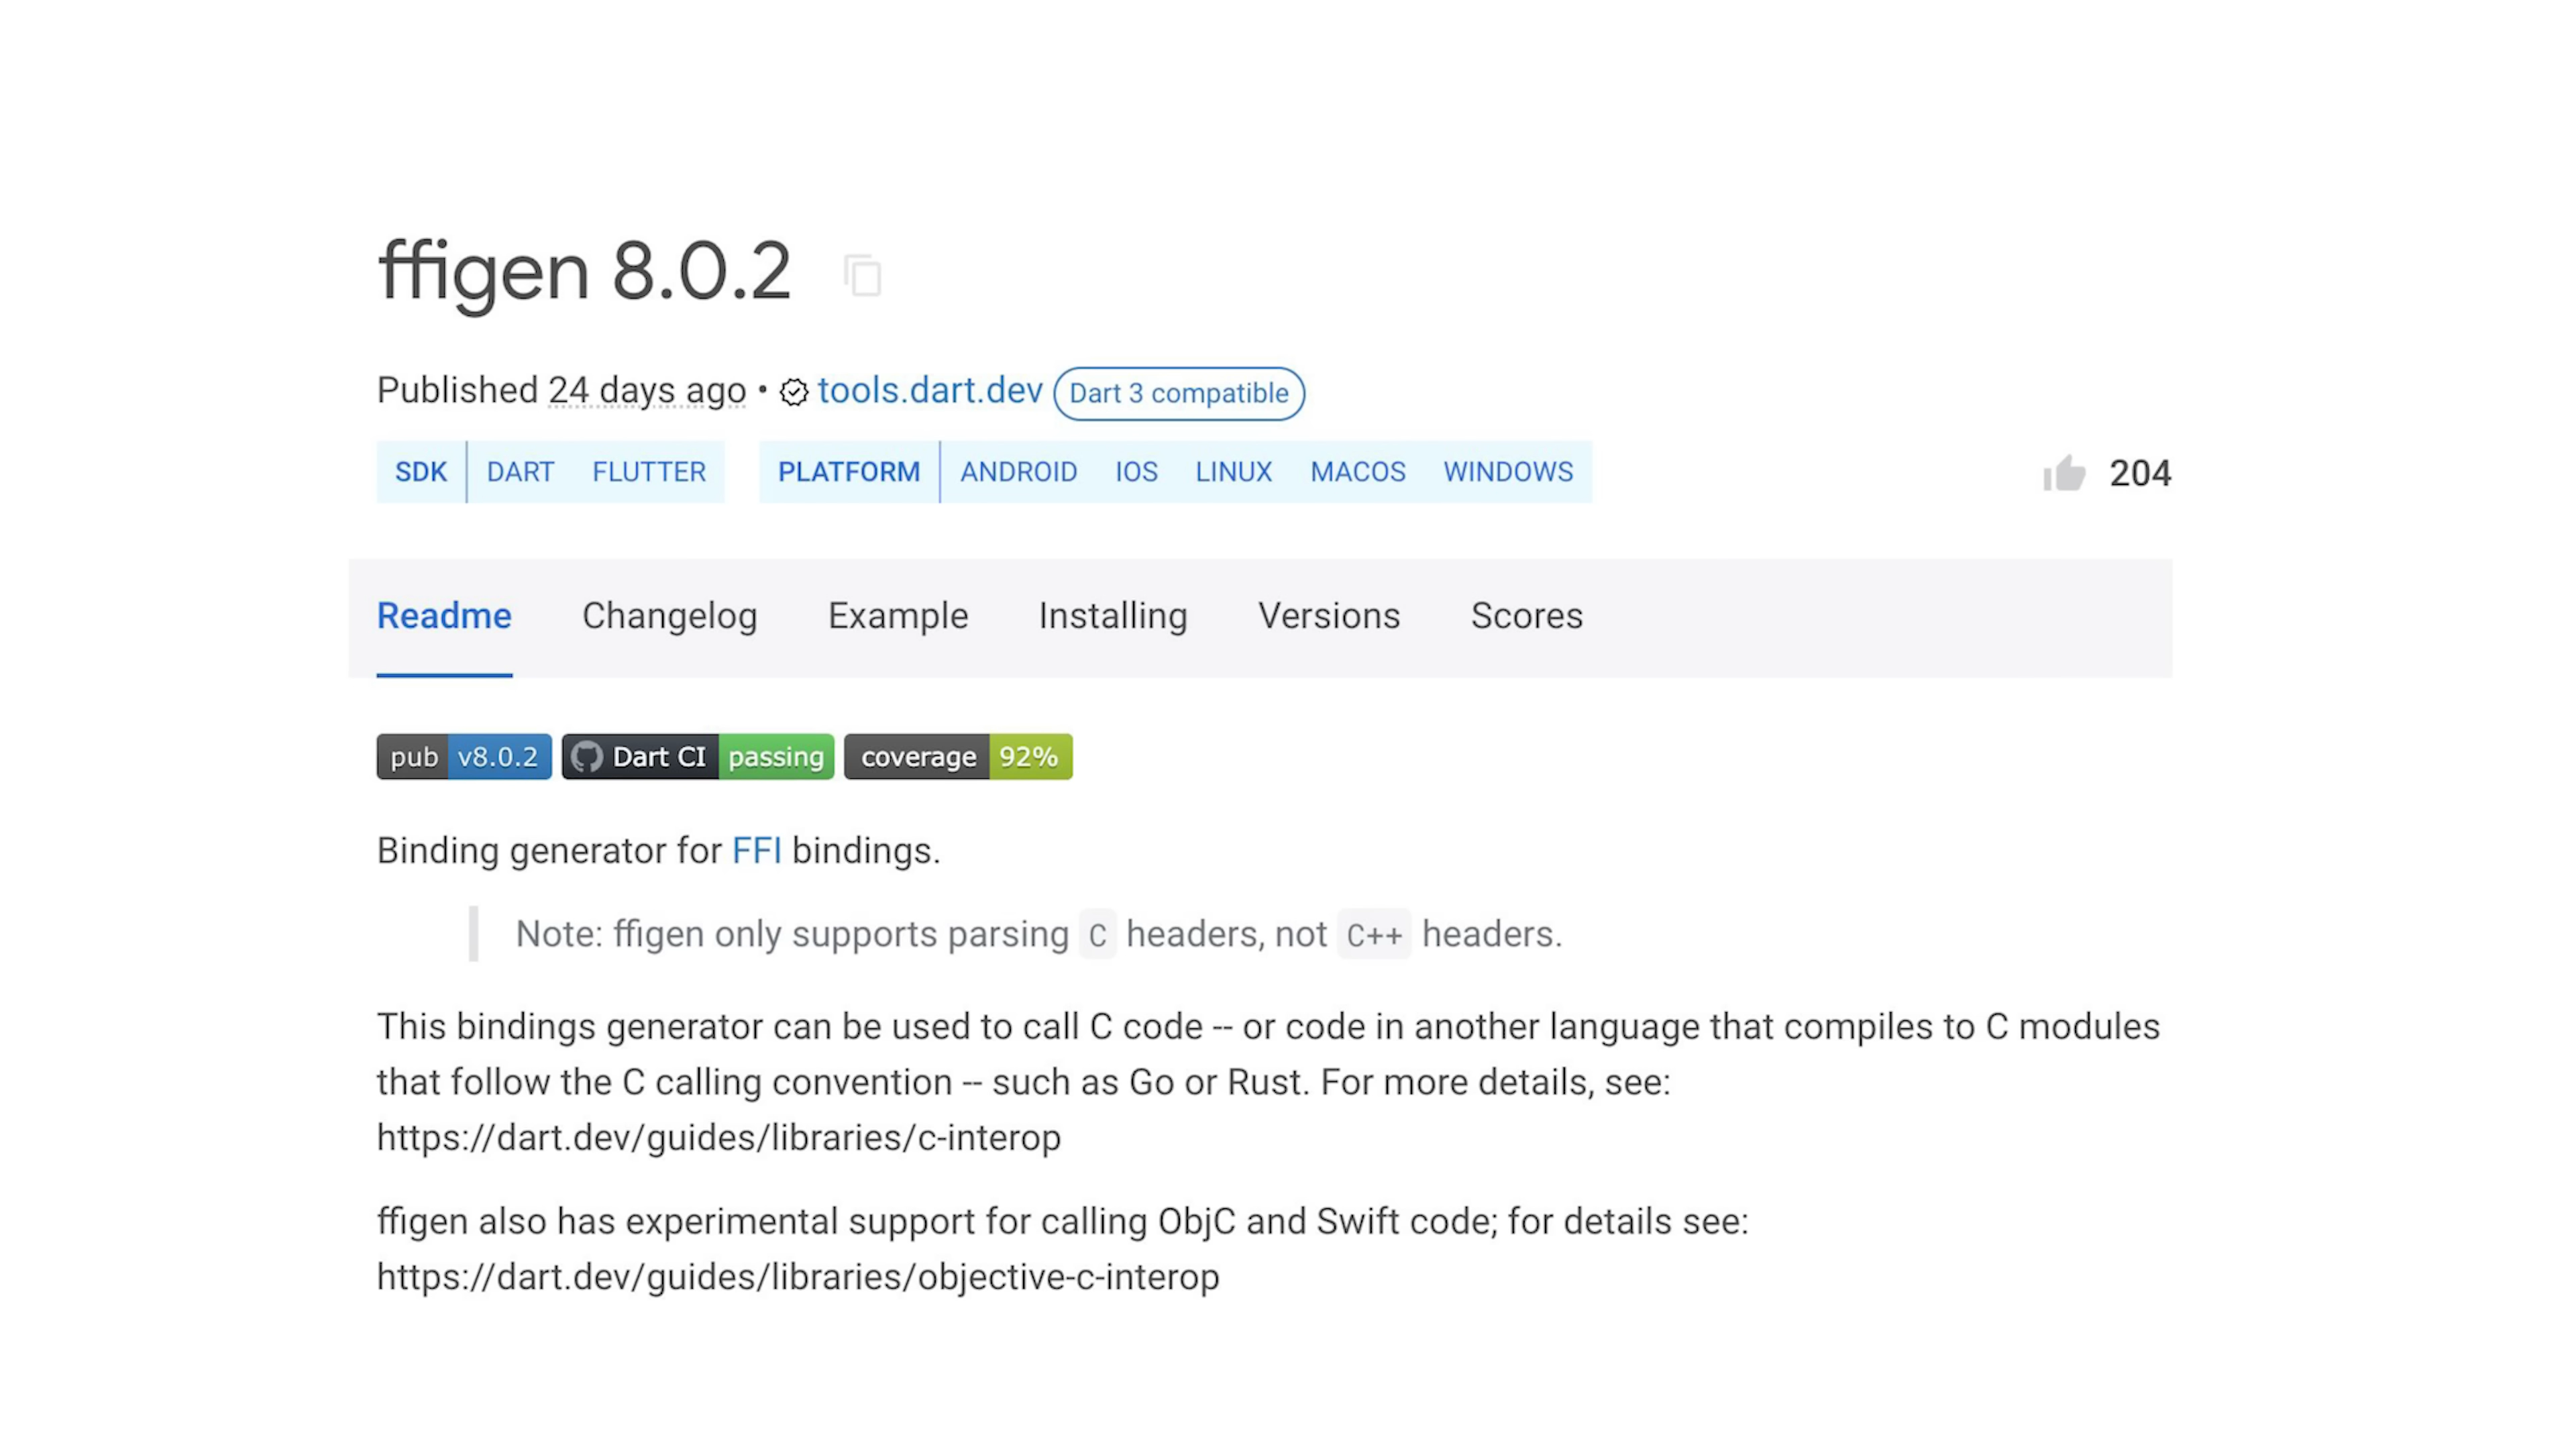 ffigen 8.0.2
Published 24 days ago • tools.dart.dev Dart 3 compatible
SDK DART FLUTTER PLATFORM ANDROID IOS LINUX MACOS WINDOWS 204
Readme Changelog Example Installing Versions Scores
pub v8.0.2 Dart CI passing coverage 92%
Binding generator for FFI bindings.
Note: ffigen only supports parsing C headers, not C++ headers.
This bindings generator can be used to call C code -- or code in another language that compiles to C modules
that follow the C calling convention -- such as Go or Rust. For more details, see:
https://dart.dev/guides/libraries/c-interop
ffigen also has experimental support for calling ObjC and Swift code; for details see:
https://dart.dev/guides/libraries/objective-c-interop